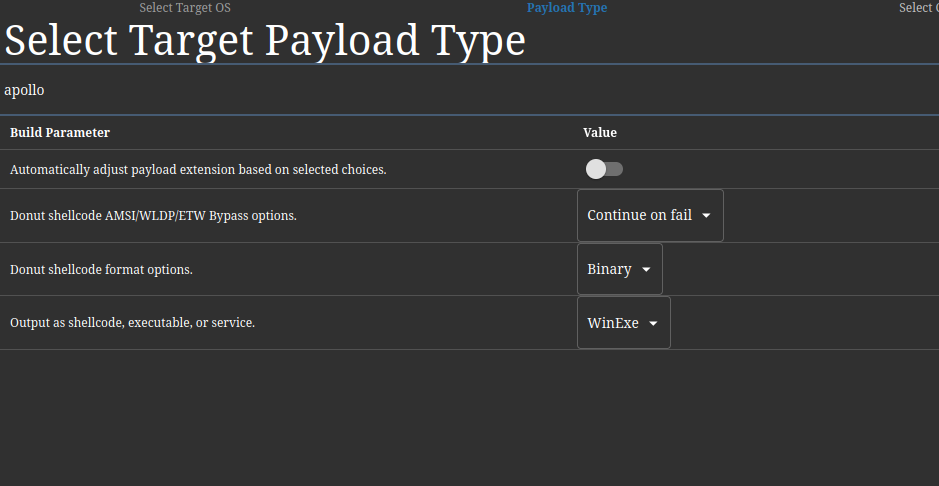 Select Target OS Payload Type Select
Select Target Payload Type
apollo
Build Parameter Value
Automatically adjust payload extension based on selected choices.
Donut shellcode AMSI/WLDP/ETW Bypass options. Continue on fail
Donut shellcode format options. Binary
Output as shellcode, executable, or service. WinExe